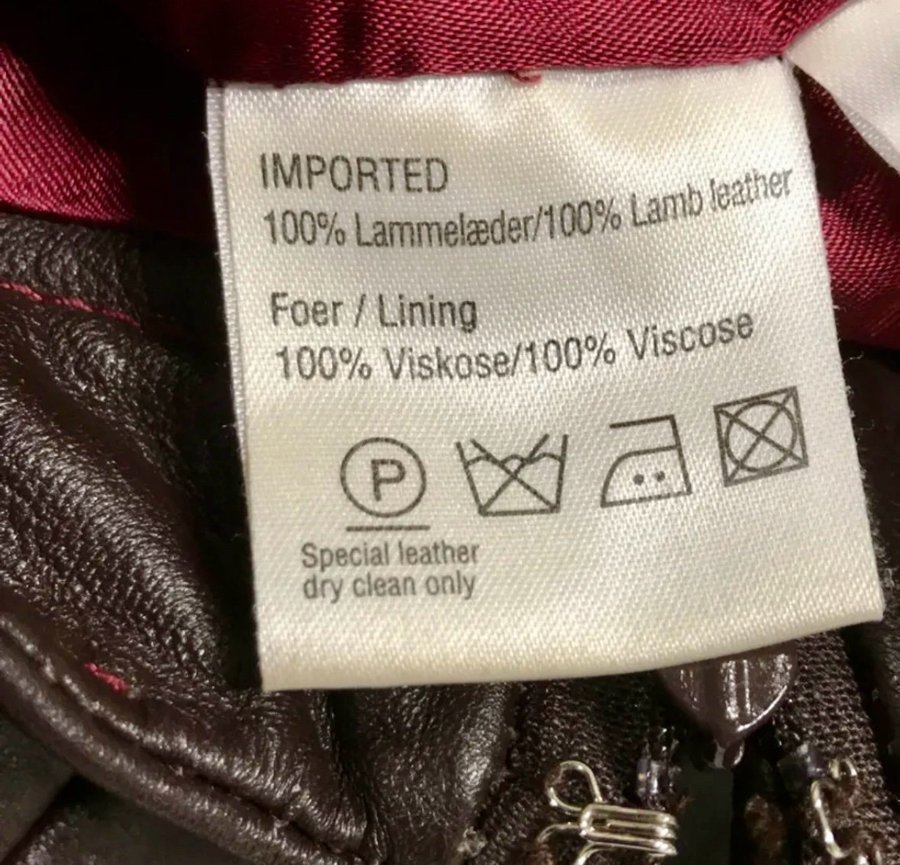 IMPORTED
100% Lammelæder/100% Lamb leather
Foer / Lining
100% Viskose/100% Viscose
P
Special leather
dry clean only